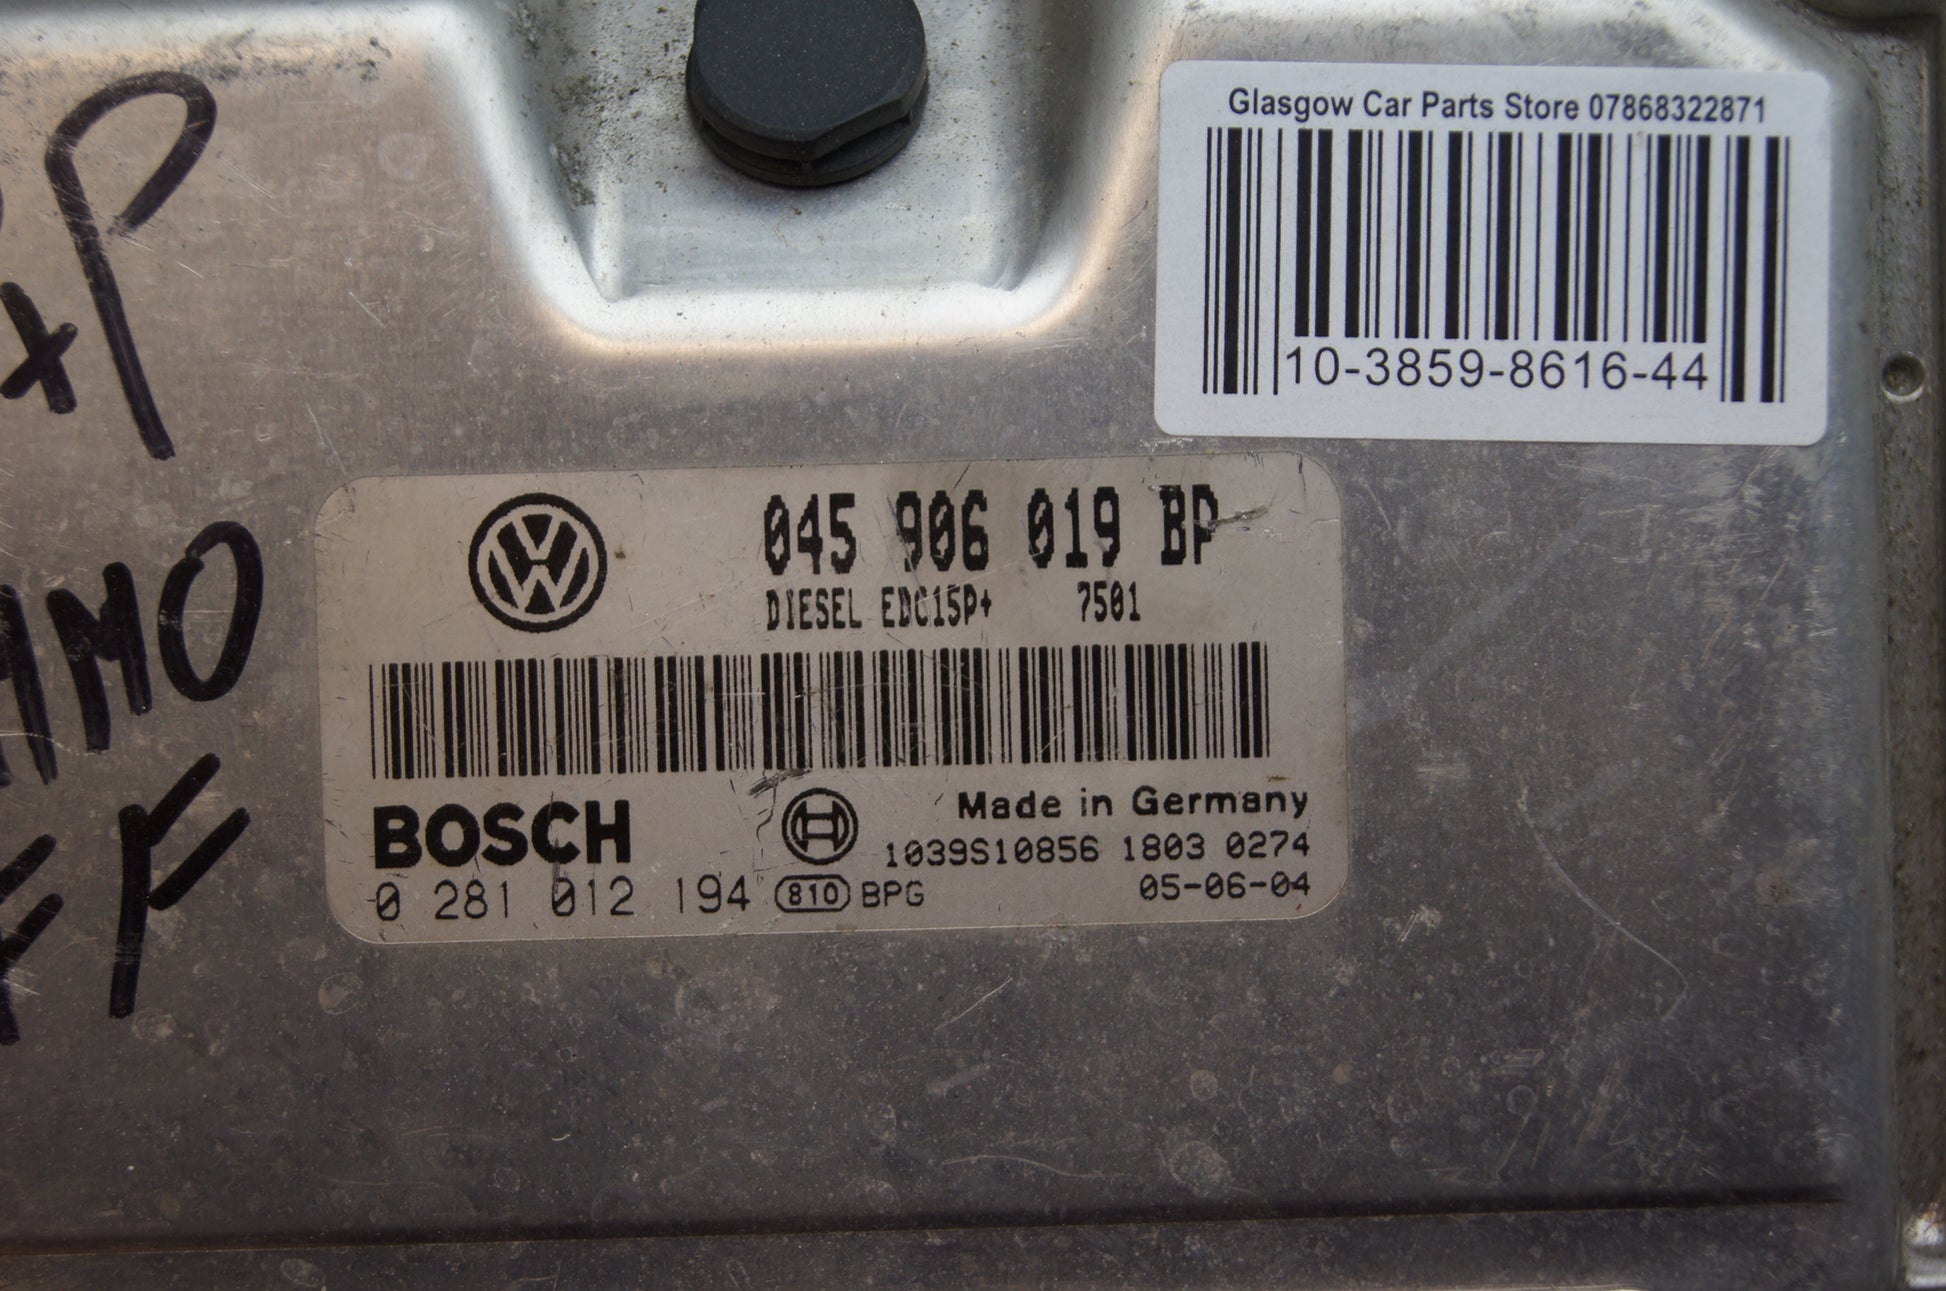 Glasgow Car Parts Store 07868322871
10-3859-8616-44
045 906 019 BP
DIESEL EDC15P+ 7501
BOSCH
Made in Germany
1039S10856 1803 0274
0 281 012 194 810 BPG 05-06-04